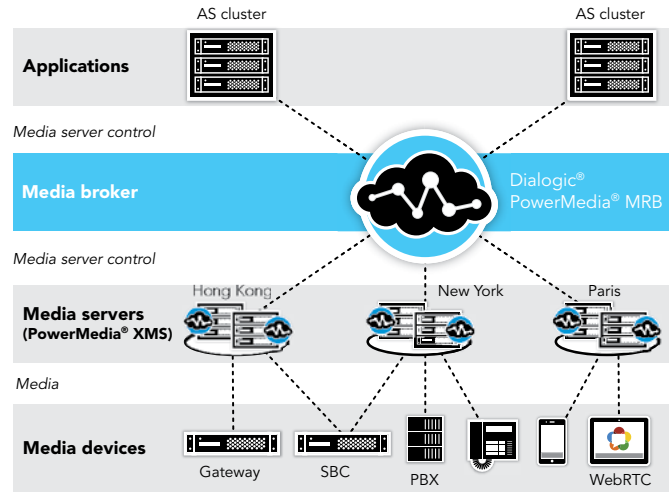 AS cluster
AS cluster
Applications
Media server control
Media broker
Dialogic®
PowerMedia® MRB
Media server control
Hong Kong
New York
Paris
Media servers
(PowerMedia® XMS)
Media
Media devices
Gateway
SBC
PBX
WebRTC